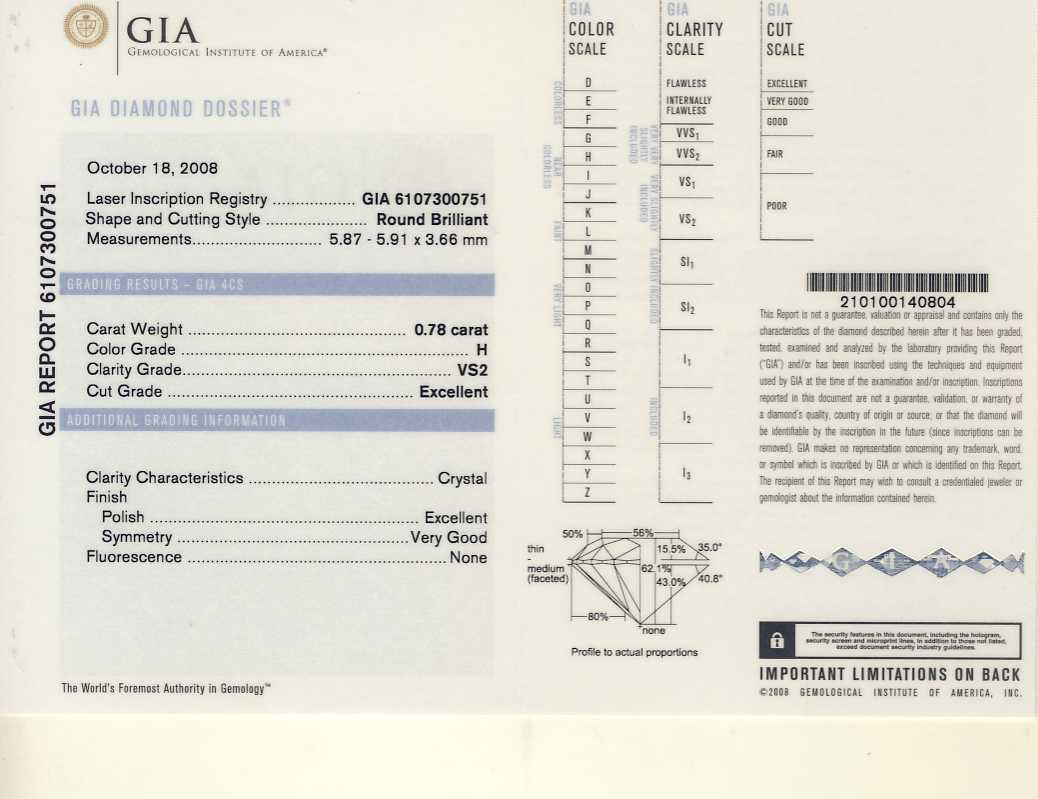 GIA
GEMOLOGICAL INSTITUTE OF AMERICA®
GIA DIAMOND DOSSIER®
GIA REPORT 6107300751
October 18, 2008
Laser Inscription Registry .................. GIA 6107300751
Shape and Cutting Style ...................... Round Brilliant
Measurements............................ 5.87 - 5.91 x 3.66 mm
GRADING RESULTS – GIA 4CS
Carat Weight ................................................ 0.78 carat
Color Grade ................................................................ H
Clarity Grade............................................................ VS2
Cut Grade ..................................................... Excellent
ADDITIONAL GRADING INFORMATION
Clarity Characteristics ........................................ Crystal
Finish
Polish ........................................................... Excellent
Symmetry ...................................................Very Good
Fluorescence ........................................................ None
The World's Foremost Authority in Gemology™
GIA
COLOR
SCALE
COLORLESS
D
E
F
NEAR
COLORLESS
G
H
I
J
FAINT
K
L
M
VERY LIGHT
N
O
P
Q
R
LIGHT
S
T
U
V
W
X
Y
Z
GIA
CLARITY
SCALE
FLAWLESS
INTERNALLY
FLAWLESS
VERY VERY
SLIGHTLY
INCLUDED
VVS1
VVS2
VERY SLIGHTLY
INCLUDED
VS1
VS2
SLIGHTLY INCLUDED
SI1
SI2
INCLUDED
I1
I2
I3
GIA
CUT
SCALE
EXCELLENT
VERY GOOD
GOOD
FAIR
POOR
50%
56%
thin
-
medium
(faceted)
15.5%
35.0°
62.1%
43.0%
40.8°
80%
none
Profile to actual proportions
210100140804
This Report is not a guarantee, valuation or appraisal and contains only the
characteristics of the diamond described herein after it has been graded,
tested, examined and analyzed by the laboratory providing this Report
("GIA") and/or has been inscribed using the techniques and equipment
used by GIA at the time of the examination and/or inscription. Inscriptions
reported in this document are not a guarantee, validation, or warranty of
a diamond's quality, country of origin or source; or that the diamond will
be identifiable by the inscription in the future (since inscriptions can be
removed). GIA makes no representation concerning any trademark, word,
or symbol which is inscribed by GIA or which is identified on this Report.
The recipient of this Report may wish to consult a credentialed jeweler or
gemologist about the information contained herein.
GIA
The security features in this document, including the hologram,
security screen and microprint lines, in addition to those not listed,
exceed document security industry guidelines.
IMPORTANT LIMITATIONS ON BACK
©2008 GEMOLOGICAL INSTITUTE OF AMERICA, INC.